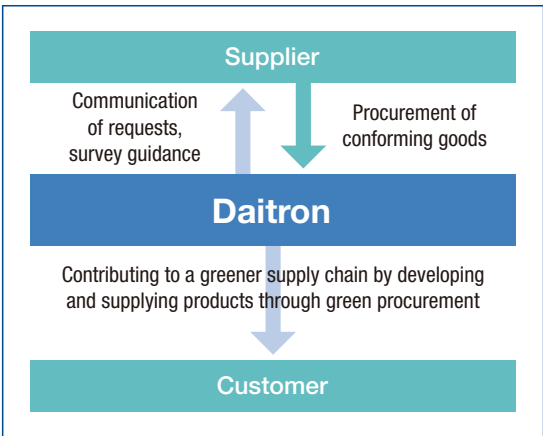 Supplier
Communication
of requests,
survey guidance
Procurement of
conforming goods
Daitron
Contributing to a greener supply chain by developing
and supplying products through green procurement
Customer